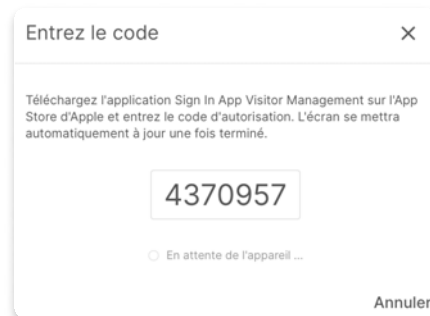 Entrez le code
Téléchargez l'application Sign In App Visitor Management sur l'App
Store d'Apple et entrez le code d'autorisation. L'écran se mettra
automatiquement à jour une fois terminé.
4370957
En attente de l'appareil ...
Annuler